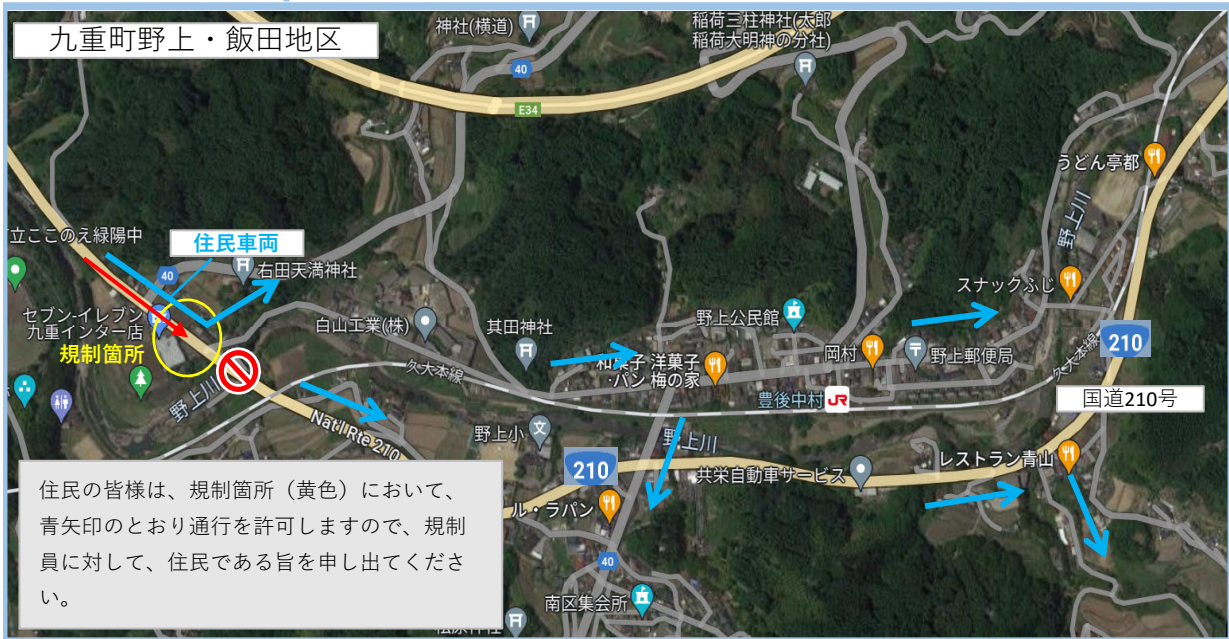 九重町野上・飯田地区
神社(横道)
稲荷三柱神社(太郎
稲荷大明神の分社)
40
E34
うどん亭都
野上川
立ここのえ緑陽中
住民車両
40
右田天満神社
スナックふじ
セブン-イレブン
九重インター店
規制箇所
白山工業(株)
其田神社
野上公民館
岡村
野上郵便局
210
和菓子 洋菓子
・パン 梅の家
久大本線
久大本線
豊後中村
JR
国道210号
野上川
Nat'l Rte 210
野上小
野上川
210
共栄自動車サービス
レストラン青山
ル・ラパン
住民の皆様は、規制箇所（黄色）において、
青矢印のとおり通行を許可しますので、規制
員に対して、住民である旨を申し出てくださ
い。
40
南区集会所